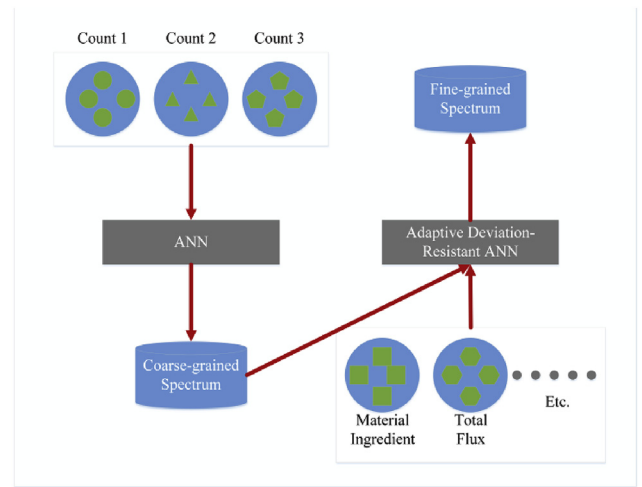 Count 1
Count 2
Count 3
ANN
Coarse-grained
Spectrum
Fine-grained
Spectrum
Adaptive Deviation-
Resistant ANN
Material
Ingredient
Total
Flux
Etc.